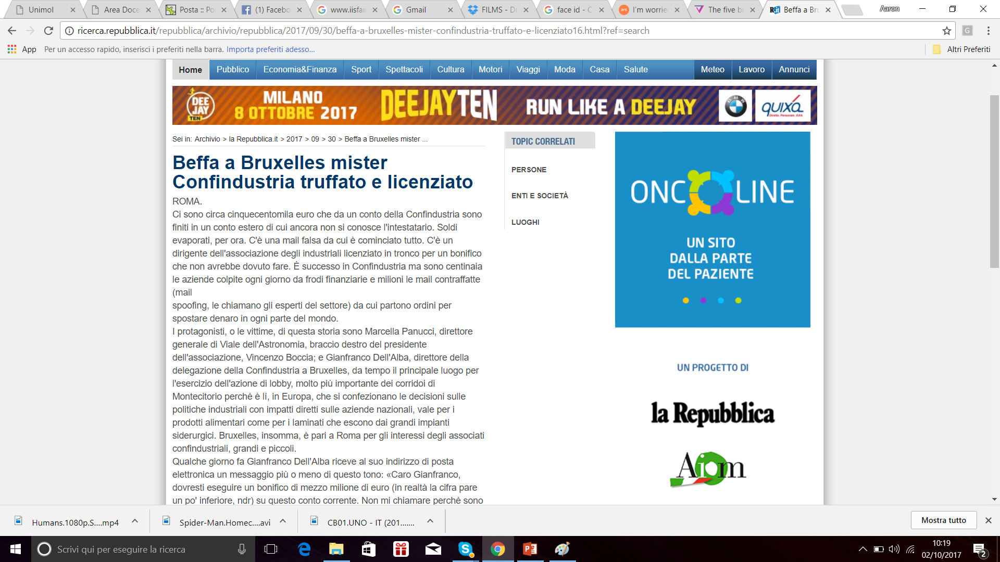 Unimol
Area Doce
Posta :: Po
(1) Facebo
www.iisfai
Gmail
FILMS - Dr
face id - C
I'm worrie
The five bi
Beffa a Bru
Aaron
ricerca.repubblica.it/repubblica/archivio/repubblica/2017/09/30/beffa-a-bruxelles-mister-confindustria-truffato-e-licenziato16.html?ref=search
App Per un accesso rapido, inserisci i preferiti nella barra. Importa preferiti adesso... Altri Preferiti
Home Pubblico Economia&Finanza Sport Spettacoli Cultura Motori Viaggi Moda Casa Salute Meteo Lavoro Annunci
DEE JAY TEN
MILANO
8 OTTOBRE 2017
DEEJAYTEN
RUN LIKE A DEEJAY
BMW
quixa
Sei in: Archivio > la Repubblica.it > 2017 > 09 > 30 > Beffa a Bruxelles mister ...
Beffa a Bruxelles mister
Confindustria truffato e licenziato
ROMA.
Ci sono circa cinquecentomila euro che da un conto della Confindustria sono
finiti in un conto estero di cui ancora non si conosce l'intestatario. Soldi
evaporati, per ora. C'è una mail falsa da cui è cominciato tutto. C'è un
dirigente dell'associazione degli industriali licenziato in tronco per un bonifico
che non avrebbe dovuto fare. È successo in Confindustria ma sono centinaia
le aziende colpite ogni giorno da frodi finanziarie e milioni le mail contraffatte
(mail
spoofing, le chiamano gli esperti del settore) da cui partono ordini per
spostare denaro in ogni parte del mondo.
I protagonisti, o le vittime, di questa storia sono Marcella Panucci, direttore
generale di Viale dell'Astronomia, braccio destro del presidente
dell'associazione, Vincenzo Boccia; e Gianfranco Dell'Alba, direttore della
delegazione della Confindustria a Bruxelles, da tempo il principale luogo per
l'esercizio dell'azione di lobby, molto più importante dei corridoi di
Montecitorio perché è lì, in Europa, che si confezionano le decisioni sulle
politiche industriali con impatti diretti sulle aziende nazionali, vale per i
prodotti alimentari come per i laminati che escono dai grandi impianti
siderurgici. Bruxelles, insomma, è pari a Roma per gli interessi degli associati
confindustriali, grandi e piccoli.
Qualche giorno fa Gianfranco Dell'Alba riceve al suo indirizzo di posta
elettronica un messaggio più o meno di questo tono: «Caro Gianfranco,
dovresti eseguire un bonifico di mezzo milione di euro (in realtà la cifra pare
un po' inferiore, ndr) su questo conto corrente. Non mi chiamare perché sono
TOPIC CORRELATI
PERSONE
ENTI E SOCIETÀ
LUOGHI
ONCOLINE
UN SITO
DALLA PARTE
DEL PAZIENTE
UN PROGETTO DI
la Repubblica
Aiom
Humans.1080p.S....mp4
Spider-Man.Homec....avi
CB01.UNO - IT (201.......
Mostra tutto
Scrivi qui per eseguire la ricerca
10:19
02/10/2017
2